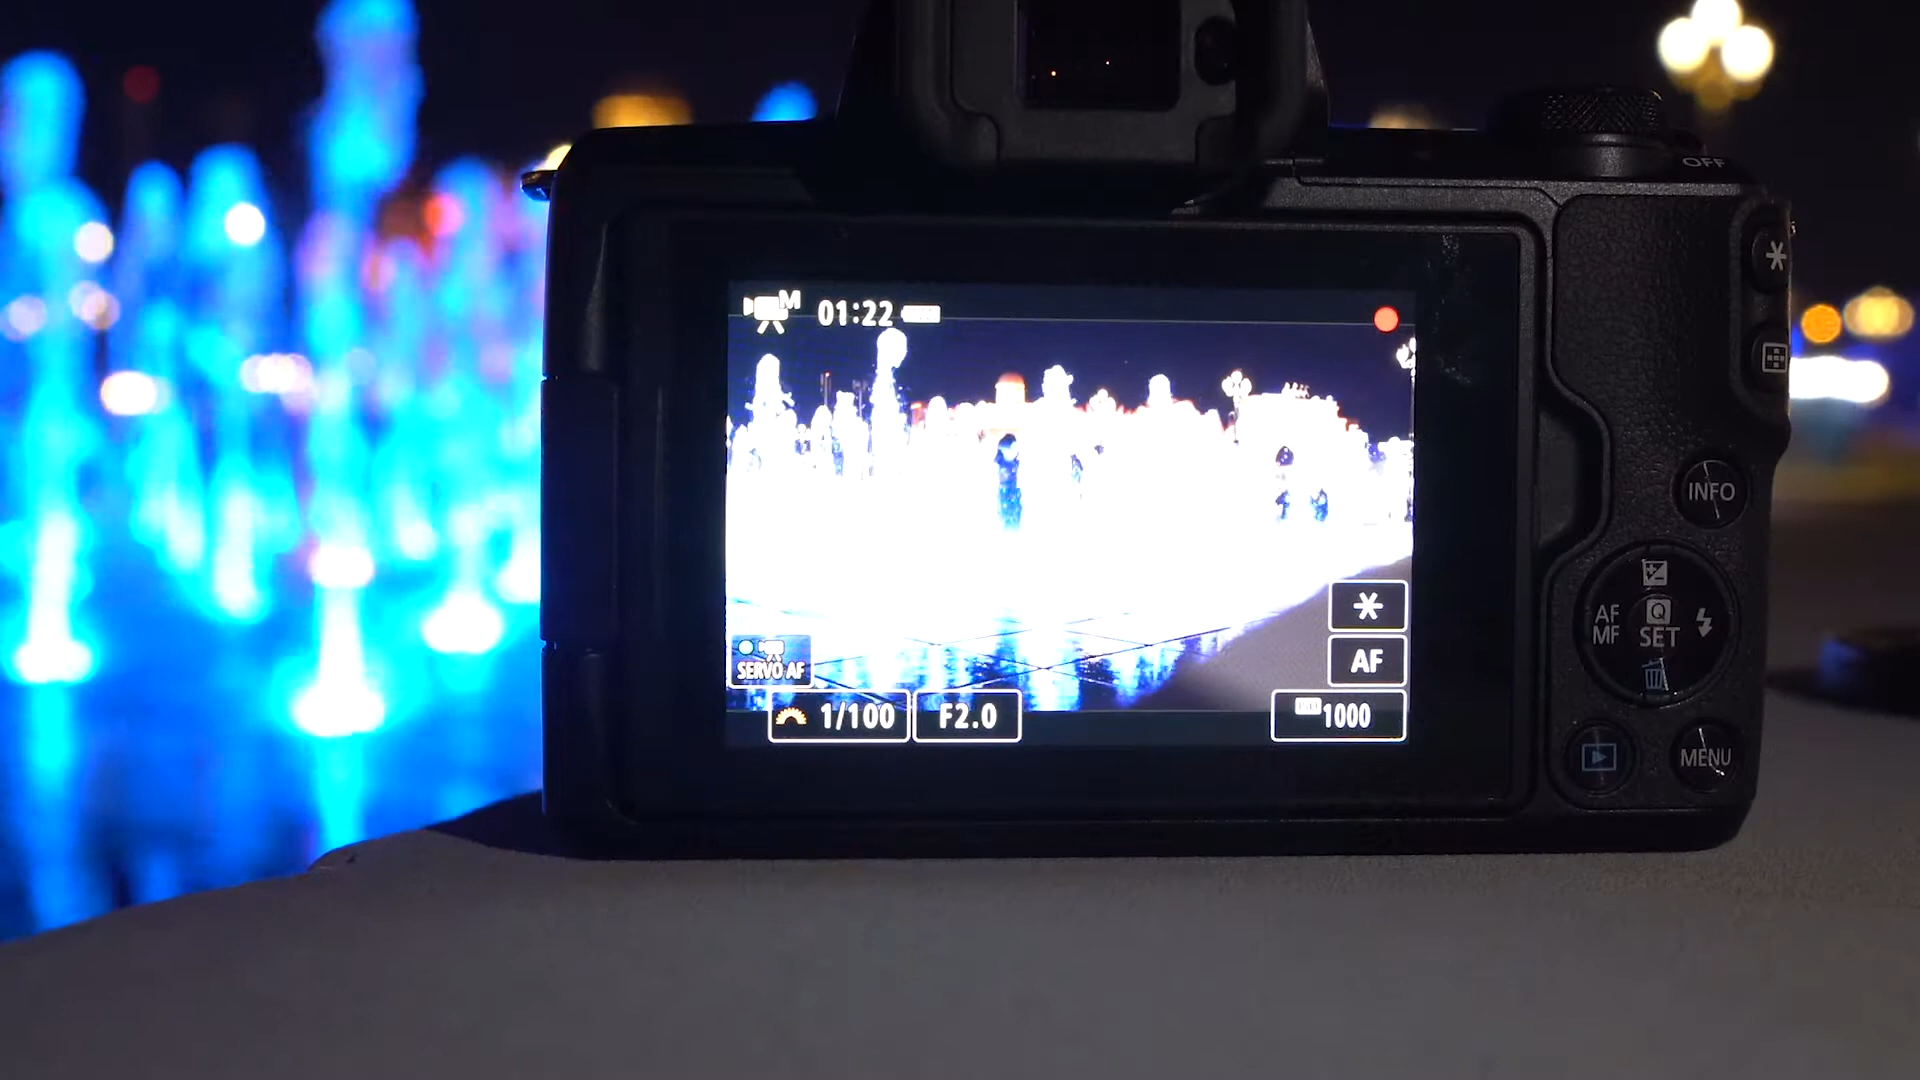 OFF
M 01:22
INFO
AF
MF
Q
SET
SERVO AF
AF
1/100 F2.0 1000
MENU